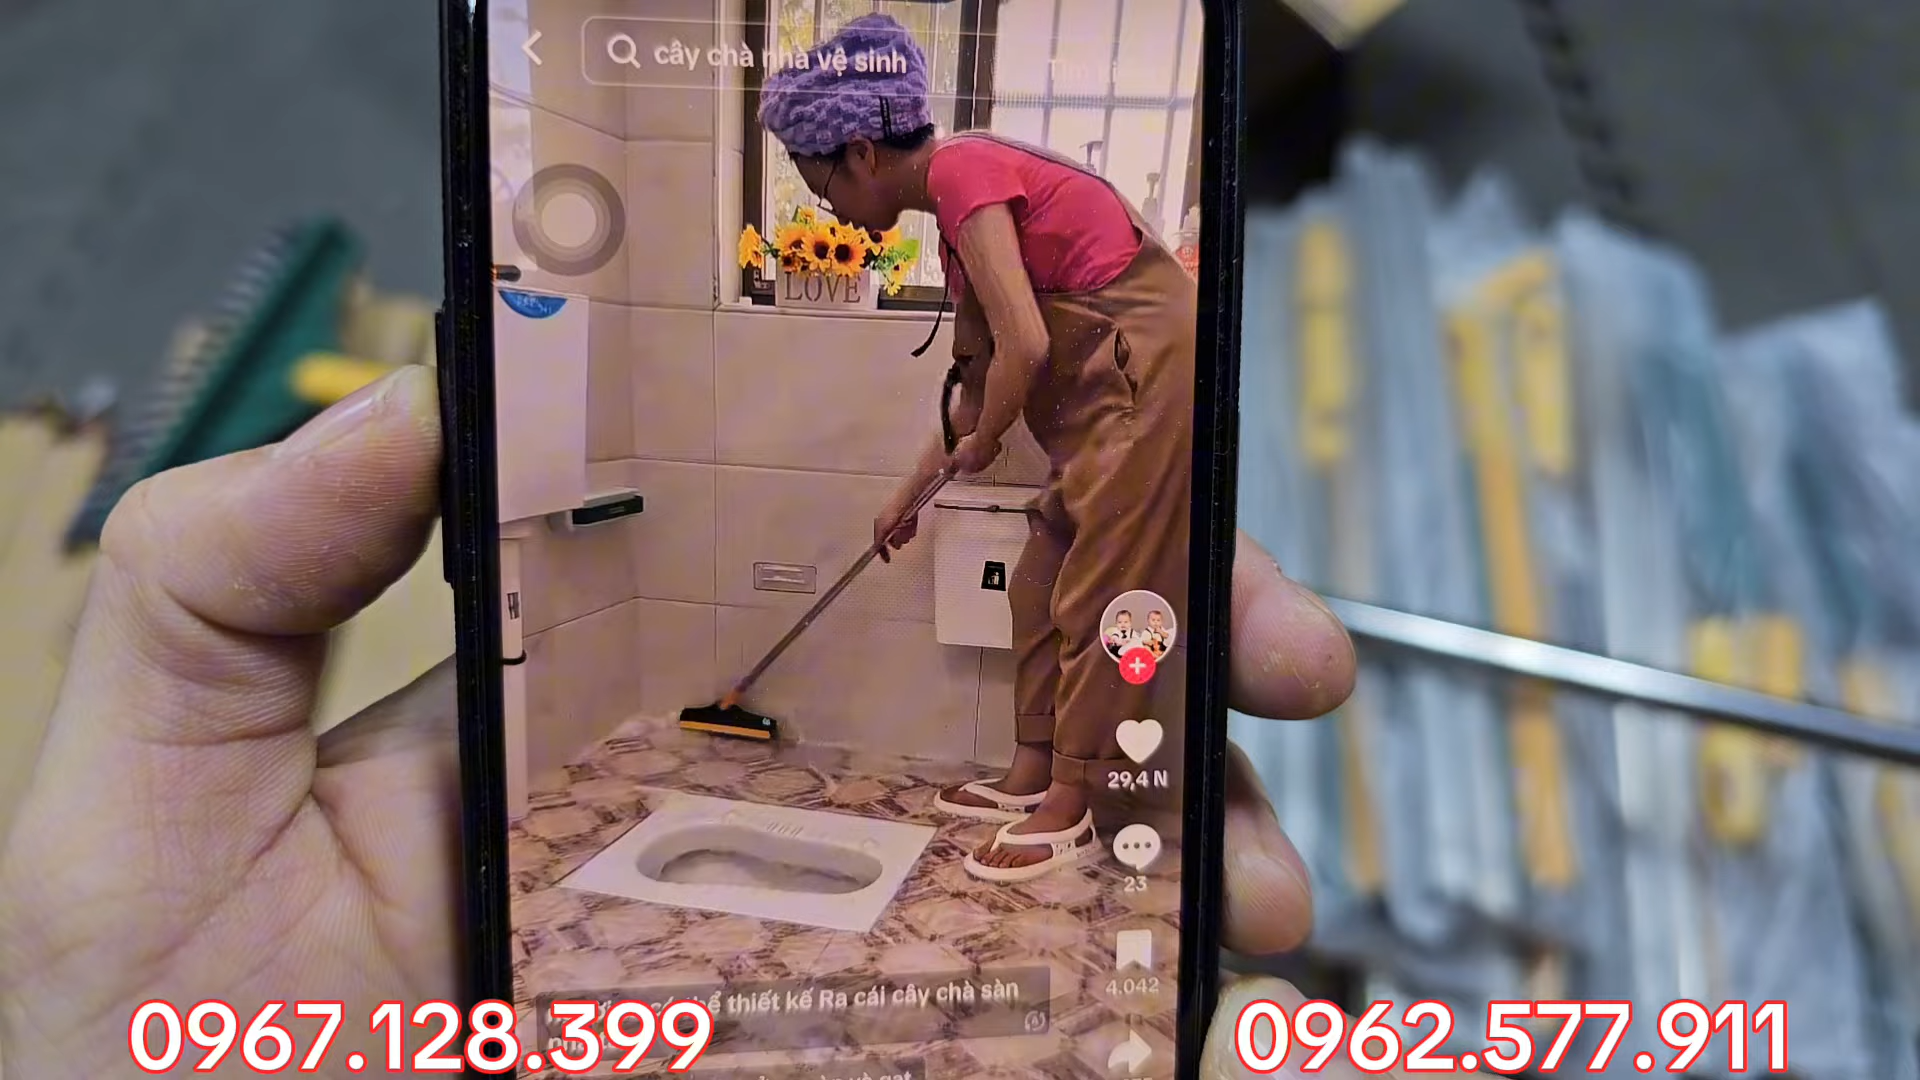 cây chà nhà vệ sinh
LOVE
29,4 N
23
4.042
thiết kế Ra cái cây chà sàn
0967.128.399
0962.577.911